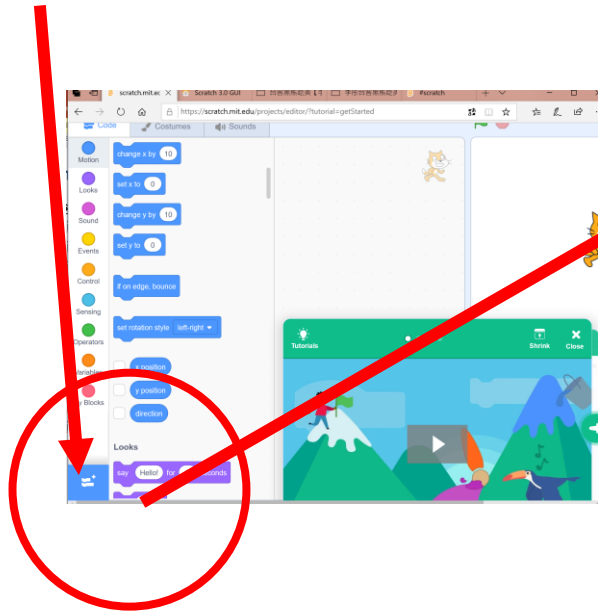 scratch.mit.ec
Scratch 3.0 GUI
#scratch
https://scratch.mit.edu/projects/editor/?tutorial=getStarted
Code
Costumes
Sounds
Motion
Looks
Sound
Events
Control
Sensing
Operators
Variables
My Blocks
change x by 10
set x to 0
change y by 10
set y to 0
if on edge, bounce
set rotation style left-right
x position
y position
direction
Looks
say Hello! for seconds
Tutorials
Shrink
Close